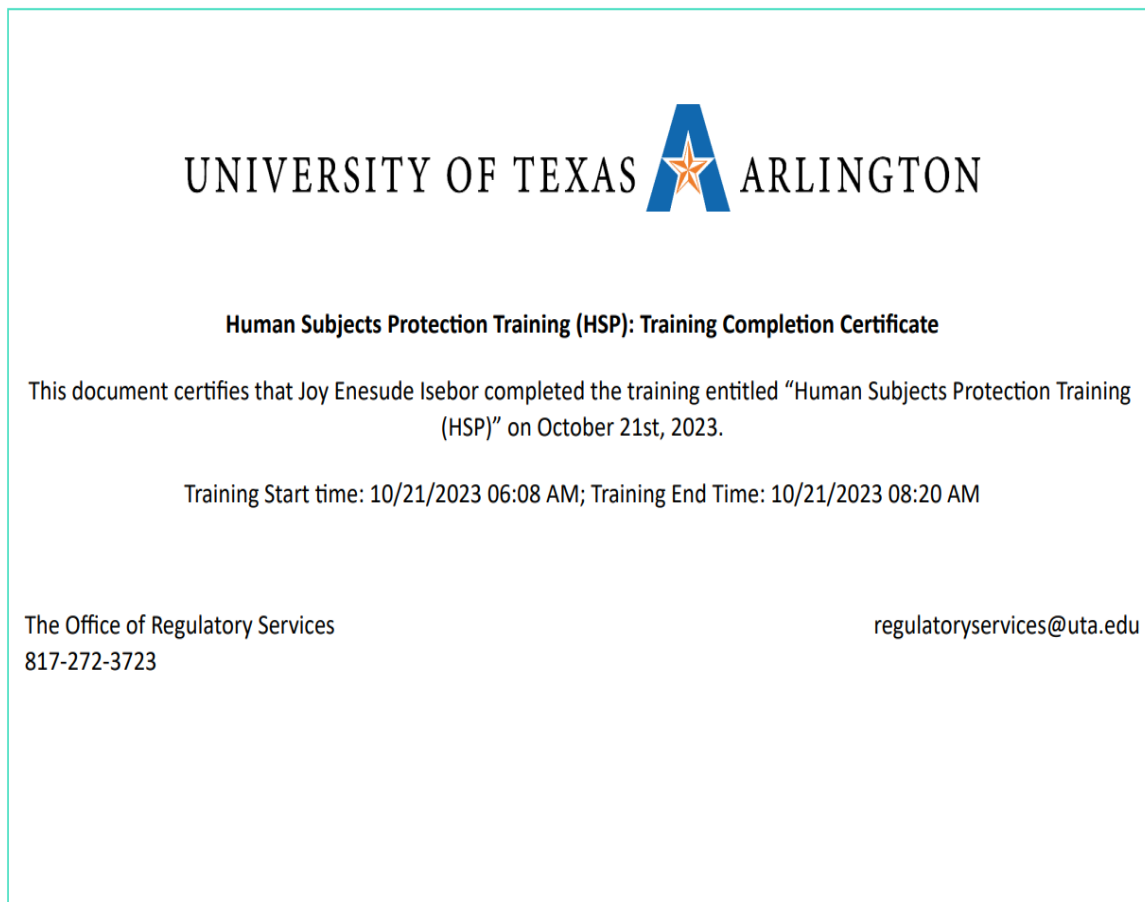 UNIVERSITY OF TEXAS A ARLINGTON
Human Subjects Protection Training (HSP): Training Completion Certificate
This document certifies that Joy Enesude Isebor completed the training entitled “Human Subjects Protection Training
(HSP)” on October 21st, 2023.
Training Start time: 10/21/2023 06:08 AM; Training End Time: 10/21/2023 08:20 AM
The Office of Regulatory Services
regulatoryservices@uta.edu
817-272-3723